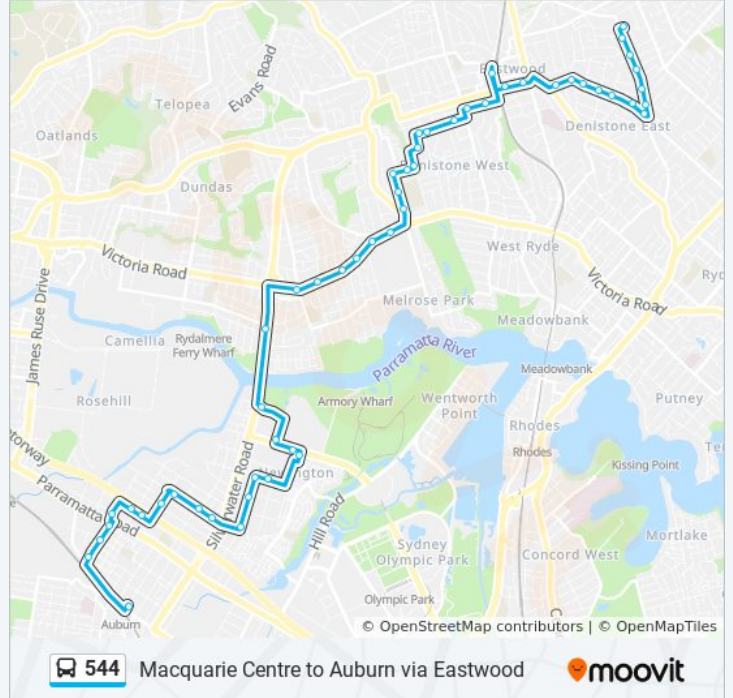 Eastwood
Evans Road
Telopea
Oatlands
Denistone East
Denistone West
Dundas
West Ryde
Victoria Road
Victoria Road
Ryd
James Ruse Drive
Melrose Park
Meadowbank
Camellia
Rydalmere
Ferry Wharf
Parramatta River
Meadowbank
Rosehill
Armory Wharf
Wentworth
Point
Putney
Rhodes
otorway
Silverwater Road
Newington
Rhodes
Kissing Point
Parramatta Road
Hill Road
Mortlake
Sydney
Olympic Park
Concord West
Olympic Park
Auburn
© OpenStreetMap contributors | © OpenMapTiles
544 Macquarie Centre to Auburn via Eastwood
moovit